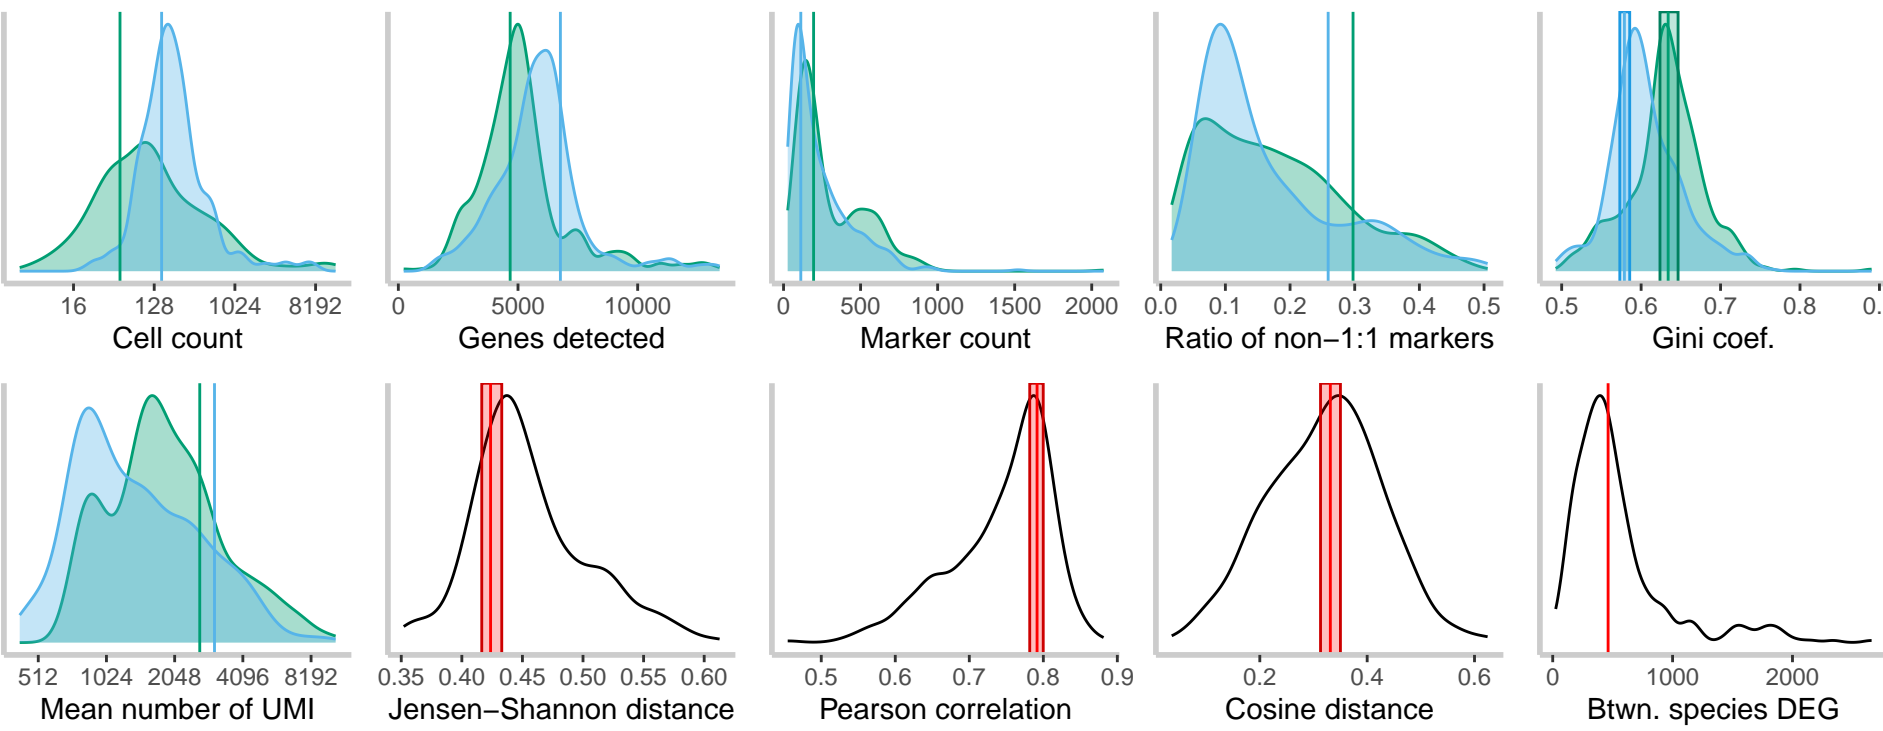 16 128 1024 8192
Cell count
0 5000 10000
Genes detected
0 500 1000 1500 2000
Marker count
0.0 0.1 0.2 0.3 0.4 0.5
Ratio of non−1:1 markers
0.5 0.6 0.7 0.8 0.
Gini coef.
512 1024 2048 4096 8192
Mean number of UMI
0.35 0.40 0.45 0.50 0.55 0.60
Jensen−Shannon distance
0.5 0.6 0.7 0.8 0.9
Pearson correlation
0.2 0.4 0.6
Cosine distance
0 1000 2000
Btwn. species DEG